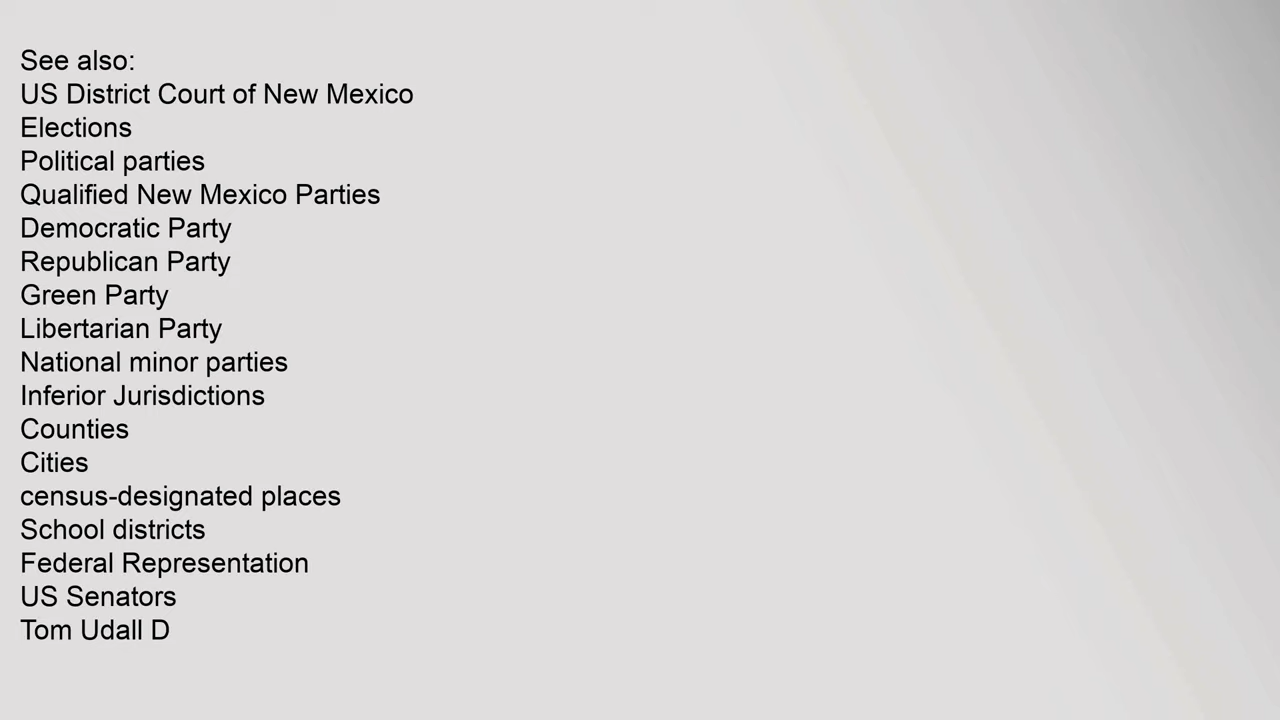 See also:
US District Court of New Mexico
Elections
Political parties
Qualified New Mexico Parties
Democratic Party
Republican Party
Green Party
Libertarian Party
National minor parties
Inferior Jurisdictions
Counties
Cities
census-designated places
School districts
Federal Representation
US Senators
Tom Udall D